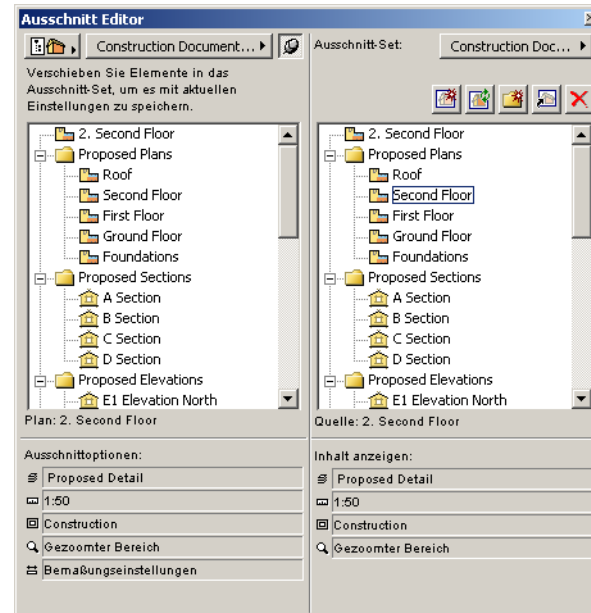 Ausschnitt Editor
Construction Document...
Verschieben Sie Elemente in das
Ausschnitt-Set, um es mit aktuellen
Einstellungen zu speichern.
2. Second Floor
Proposed Plans
Roof
Second Floor
First Floor
Ground Floor
Foundations
Proposed Sections
A Section
B Section
C Section
D Section
Proposed Elevations
E1 Elevation North
Plan: 2. Second Floor
Ausschnittoptionen:
Proposed Detail
1:50
Construction
Gezoomter Bereich
Bemaßungseinstellungen
Ausschnitt-Set:
Construction Doc...
2. Second Floor
Proposed Plans
Roof
Second Floor
First Floor
Ground Floor
Foundations
Proposed Sections
A Section
B Section
C Section
D Section
Proposed Elevations
E1 Elevation North
Quelle: 2. Second Floor
Inhalt anzeigen:
Proposed Detail
1:50
Construction
Gezoomter Bereich